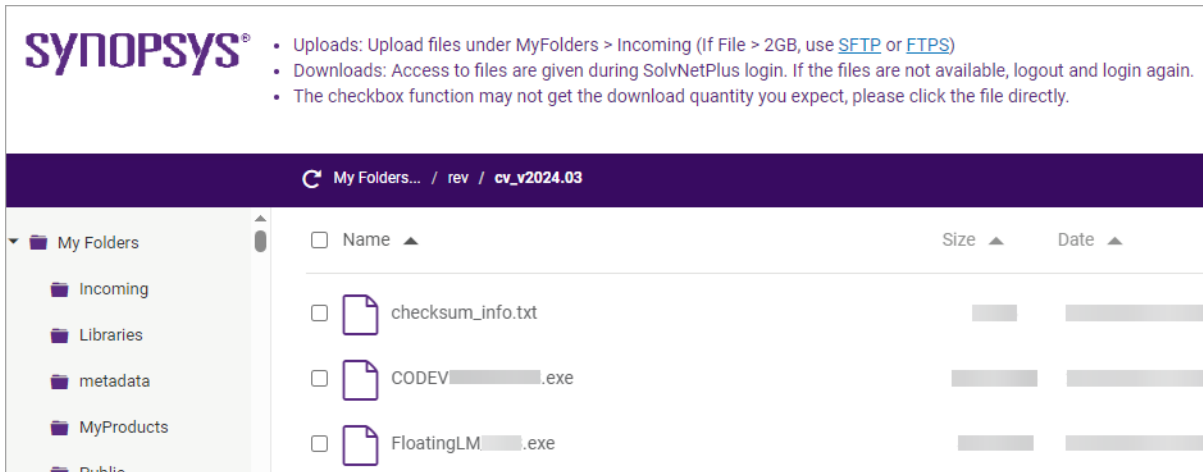 SYNOPSYS®
• Uploads: Upload files under MyFolders > Incoming (If File > 2GB, use SFTP or FTPS)
• Downloads: Access to files are given during SolvNetPlus login. If the files are not available, logout and login again.
• The checkbox function may not get the download quantity you expect, please click the file directly.
My Folders... / rev / cv_v2024.03
My Folders
Incoming
Libraries
metadata
MyProducts
Public
Name Size Date
checksum_info.txt
CODEV .exe
FloatingLM .exe